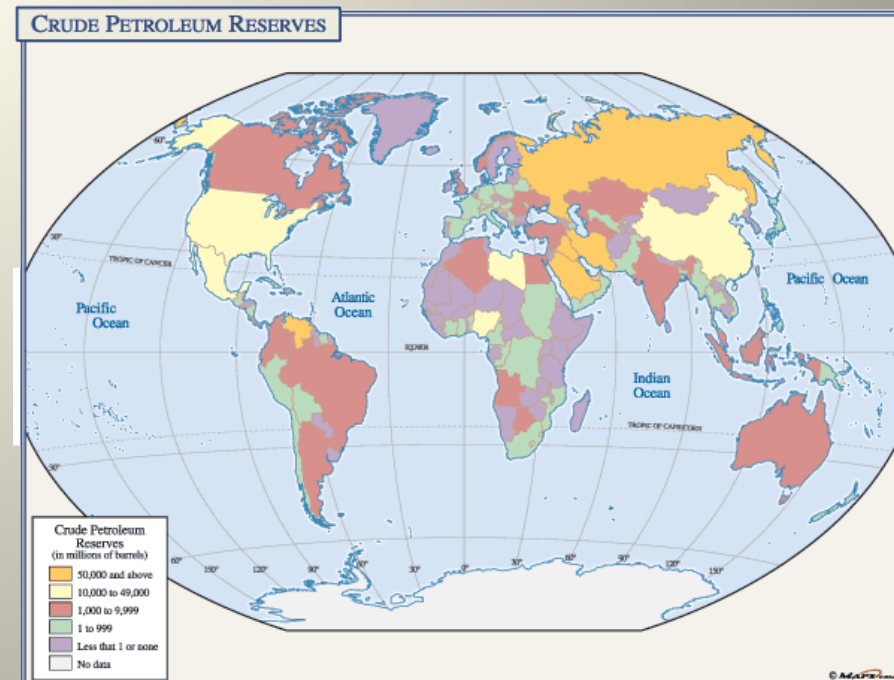 CRUDE PETROLEUM RESERVES
60°
30°
TROPIC OF CANCER
Pacific
Ocean
Atlantic
Ocean
Pacific Ocean
EQUATOR
Indian
Ocean
TROPIC OF CAPRICORN
30°
60°
150°
120°
90°
60°
30°
0°
30°
60°
90°
120°
150°
Crude Petroleum
Reserves
(in millions of barrels)
50,000 and above
10,000 to 49,000
1,000 to 9,999
1 to 999
Less that 1 or none
No data
© MAPS.com